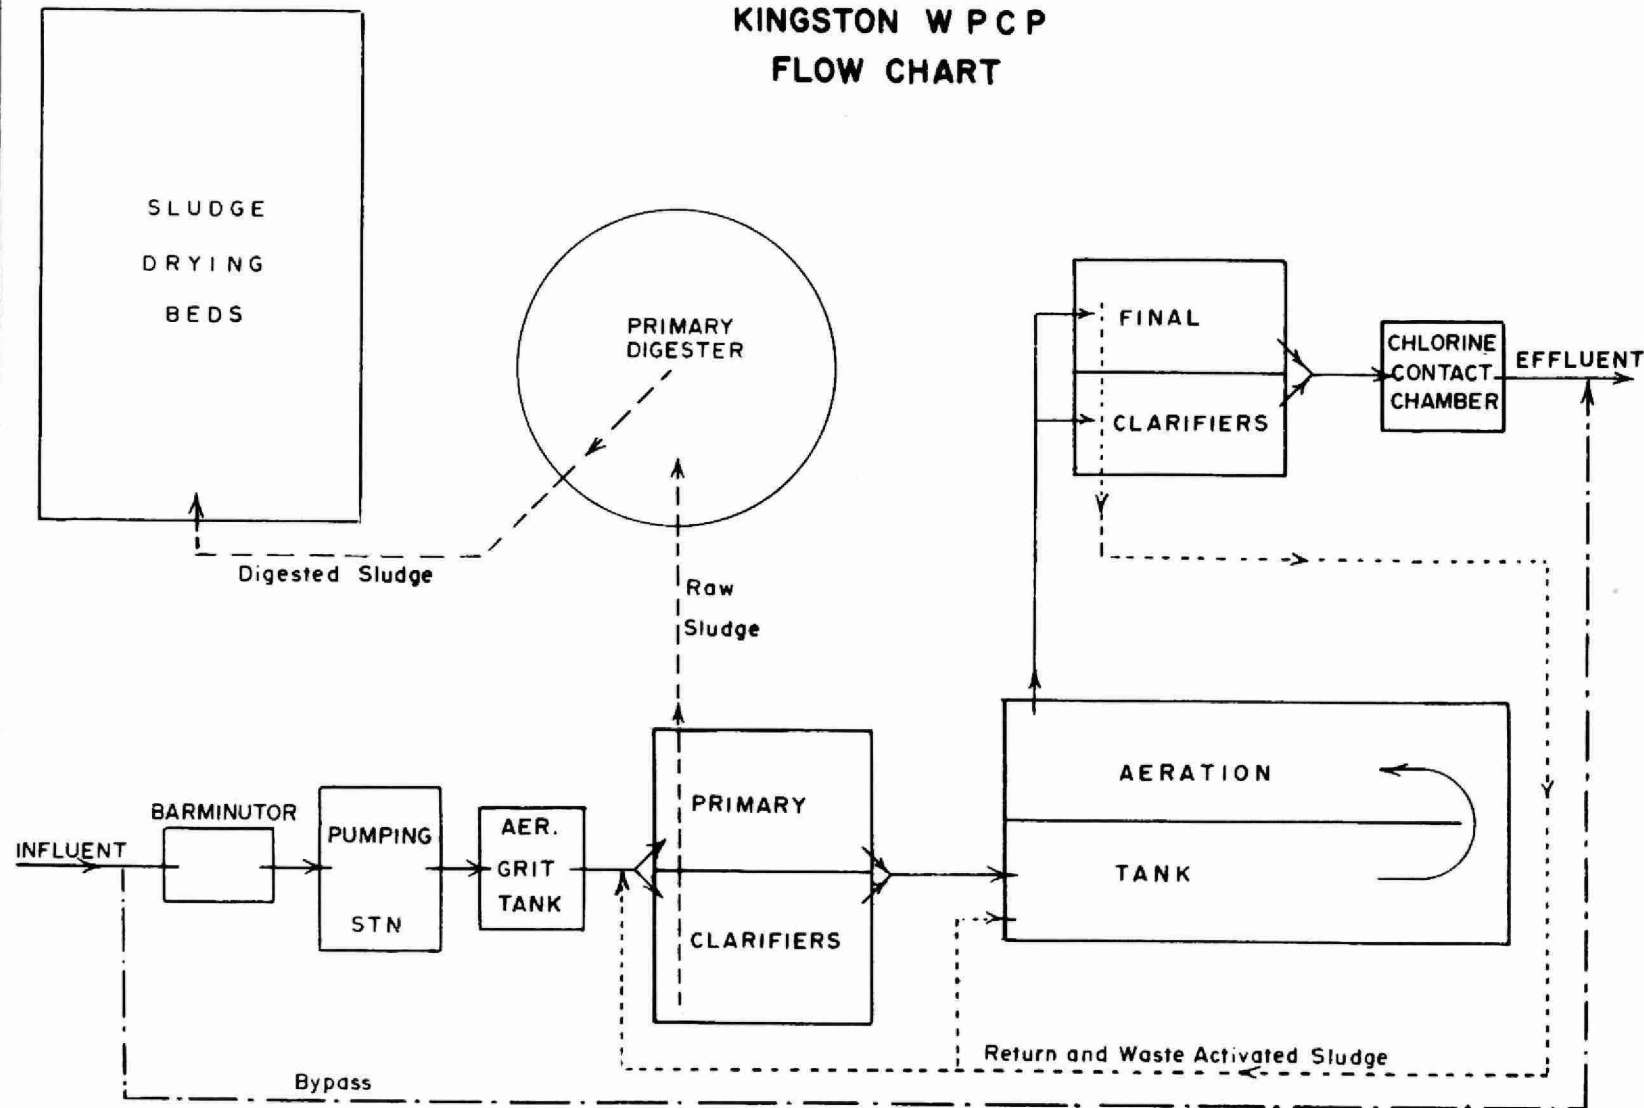 KINGSTON W P C P
FLOW CHART
SLUDGE
DRYING
BEDS
PRIMARY
DIGESTER
Digested Sludge
Raw
Sludge
FINAL
CLARIFIERS
CHLORINE
CONTACT
CHAMBER
EFFLUENT
INFLUENT
BARMINUTOR
PUMPING
STN
AER.
GRIT
TANK
PRIMARY
CLARIFIERS
AERATION
TANK
Return and Waste Activated Sludge
Bypass